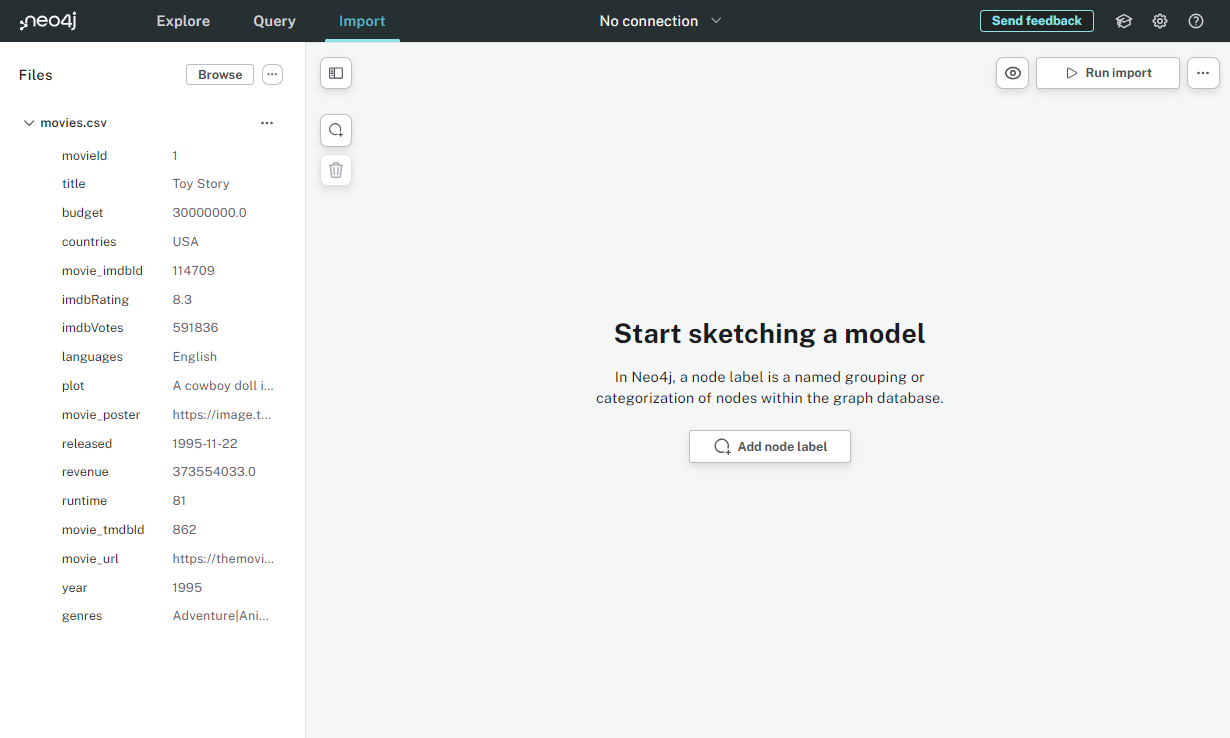 neo4j Explore Query Import No connection Send feedback
Files Browse
Run import
movies.csv
movieId 1
title Toy Story
budget 30000000.0
countries USA
movie_imdbId 114709
imdbRating 8.3
imdbVotes 591836
languages English
plot A cowboy doll i...
movie_poster https://image.t...
released 1995-11-22
revenue 373554033.0
runtime 81
movie_tmdbId 862
movie_url https://themovi...
year 1995
genres Adventure|Ani...
Start sketching a model
In Neo4j, a node label is a named grouping or
categorization of nodes within the graph database.
Add node label